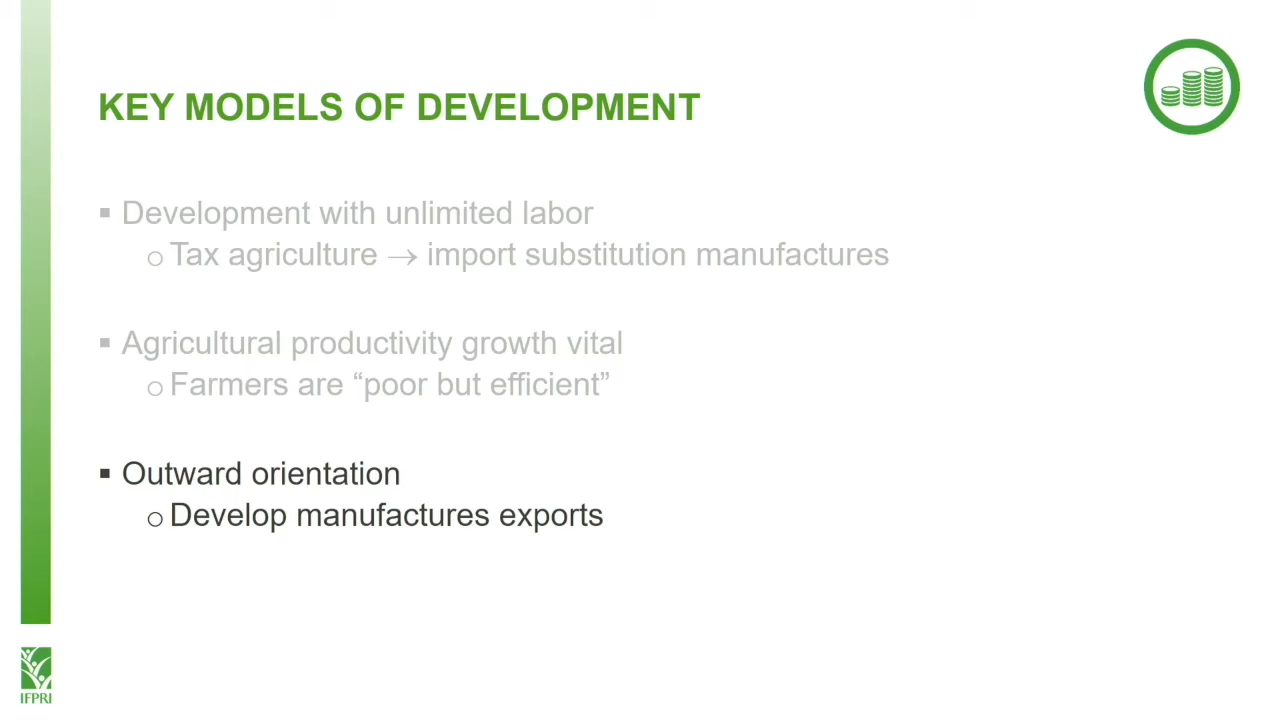 KEY MODELS OF DEVELOPMENT
▪ Development with unlimited labor
o Tax agriculture → import substitution manufactures
▪ Agricultural productivity growth vital
o Farmers are “poor but efficient”
▪ Outward orientation
o Develop manufactures exports
IFPRI